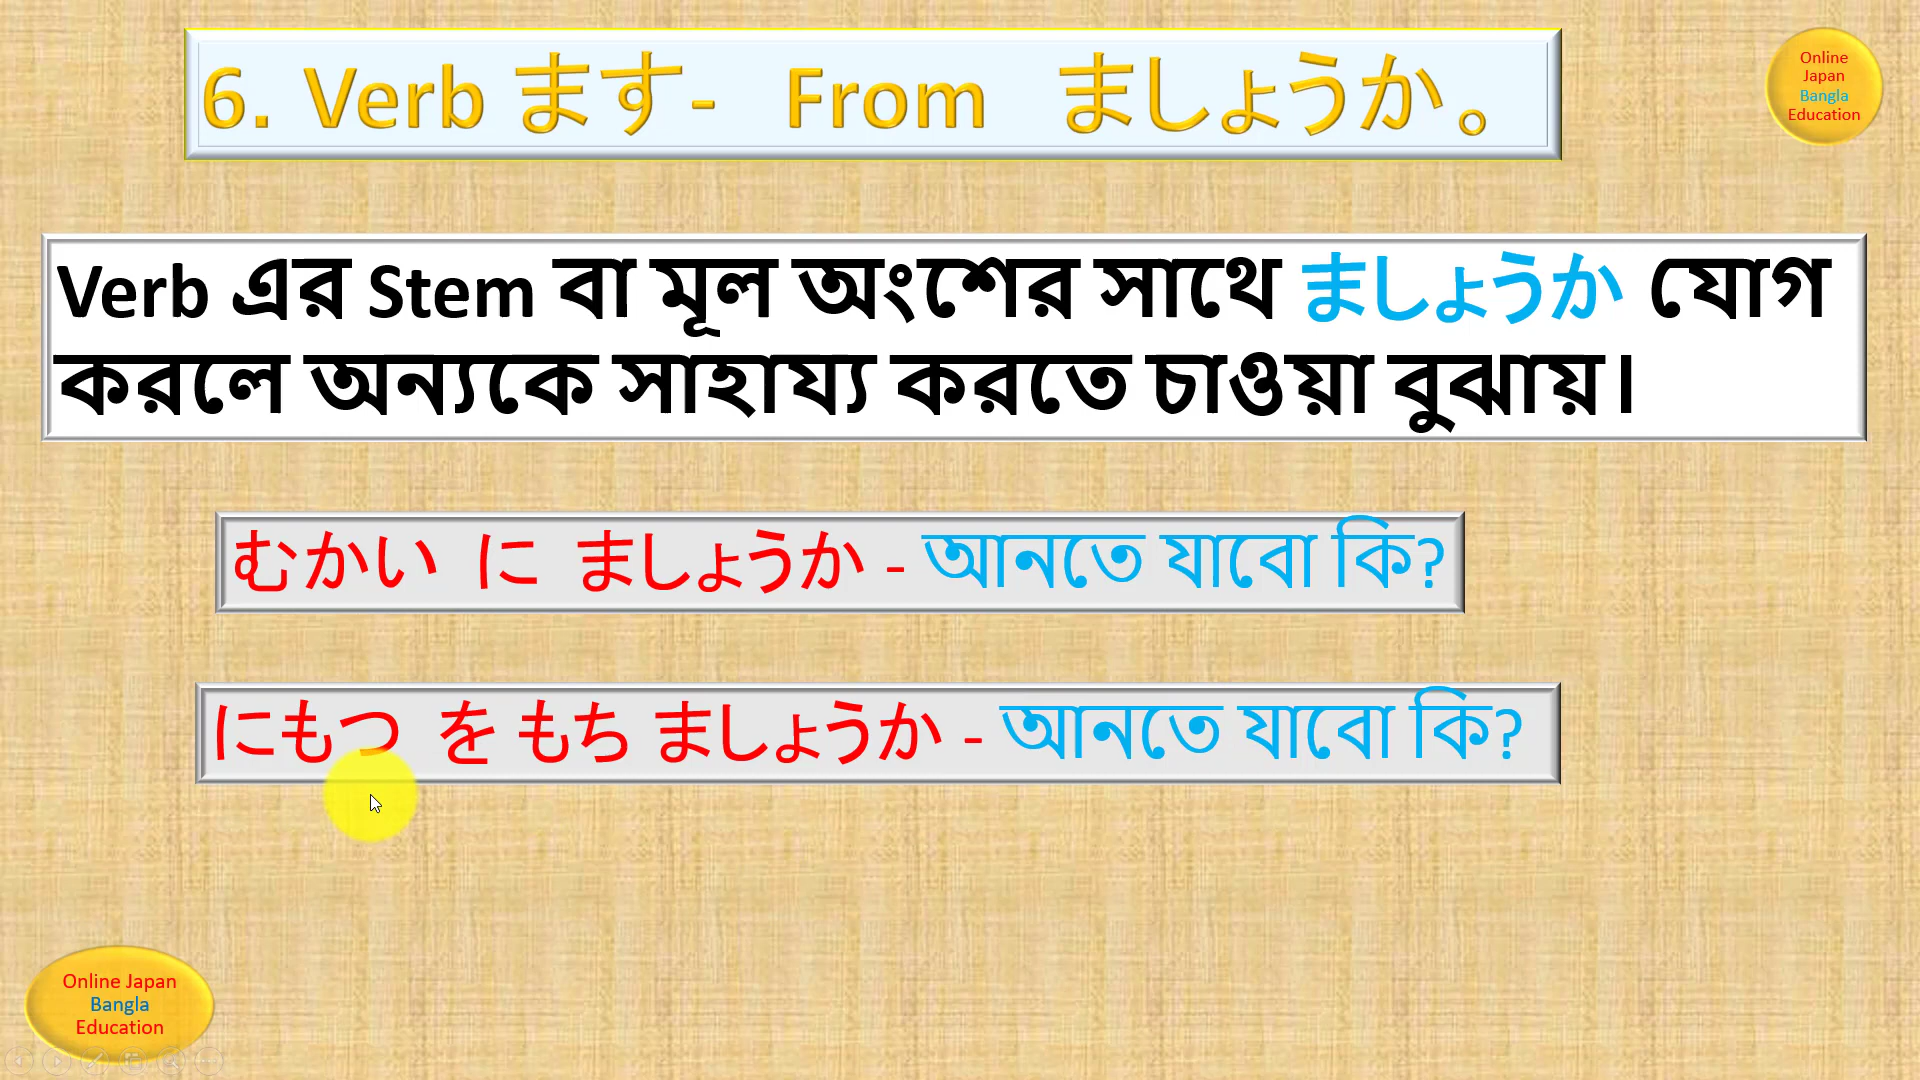 6. Verb ます- From ましょうか。
Online
Japan
Bangla
Education
Verb এর Stem বা মূল অংশের সাথে ましょうか যোগ
করলে অন্যকে সাহায্য করতে চাওয়া বুঝায়।
むかい に ましょうか - আনতে যাবো কি?
にもつ を もち ましょうか - আনতে যাবো কি?
Online Japan
Bangla
Education